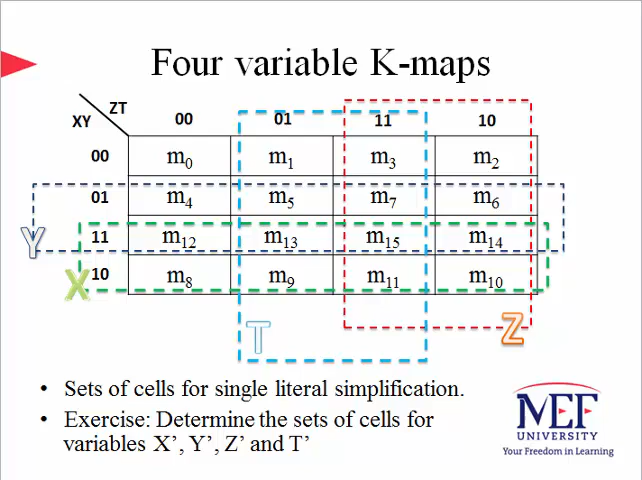 Four variable K-maps
ZT
XY
00 01 11 10
00 m0 m1 m3 m2
01 m4 m5 m7 m6
11 m12 m13 m15 m14
10 m8 m9 m11 m10
Y
X
T
Z
• Sets of cells for single literal simplification.
• Exercise: Determine the sets of cells for
variables X’, Y’, Z’ and T’
MEF
UNIVERSITY
Your Freedom in Learning